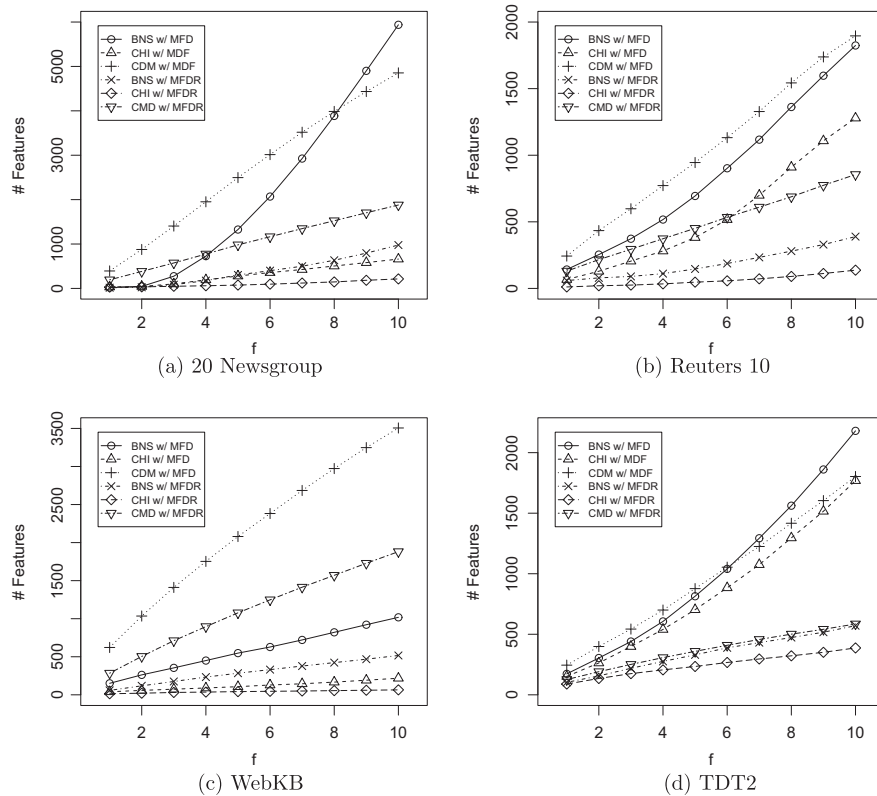 # Features
0 1000 3000 5000
BNS w/ MFD
CHI w/ MDF
CDM w/ MDF
BNS w/ MFDR
CHI w/ MFDR
CMD w/ MFDR
2 4 6 8 10
f
(a) 20 Newsgroup
# Features
0 500 1000 1500 2000
BNS w/ MFD
CHI w/ MFD
CDM w/ MFD
BNS w/ MFDR
CHI w/ MFDR
CMD w/ MFDR
2 4 6 8 10
f
(b) Reuters 10
# Features
0 500 1500 2500 3500
BNS w/ MFD
CHI w/ MFD
CDM w/ MFD
BNS w/ MFDR
CHI w/ MFDR
CMD w/ MFDR
2 4 6 8 10
f
(c) WebKB
# Features
0 500 1000 1500 2000
BNS w/ MFD
CHI w/ MDF
CDM w/ MDF
BNS w/ MFDR
CHI w/ MFDR
CMD w/ MFDR
2 4 6 8 10
f
(d) TDT2